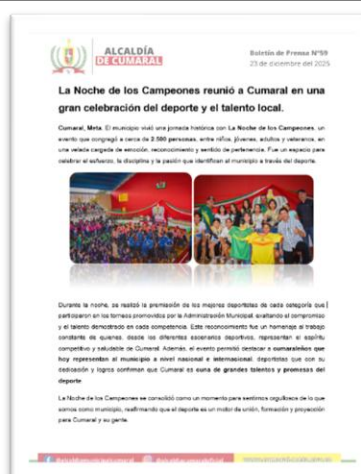 ALCALDÍA
DE CUMARAL
Boletín de Prensa N°59
23 de diciembre del 2025
La Noche de los Campeones reunió a Cumaral en una
gran celebración del deporte y el talento local.
Cumaral, Meta. El municipio vivió una jornada histórica con La Noche de los Campeones, un
evento que congregó a cerca de 2.500 personas, entre niños, jóvenes, adultos y veteranos, en
una velada cargada de emoción, reconocimiento y sentido de pertenencia. Fue un espacio para
celebrar el esfuerzo, la disciplina y la pasión que identifican al municipio a través del deporte.
Durante la noche, se realizó la premiación de los mejores deportistas de cada categoría que
participaron en los torneos promovidos por la Administración Municipal, exaltando el compromiso
y el talento demostrado en cada competencia. Este reconocimiento fue un homenaje al trabajo
constante de quienes, desde los diferentes escenarios deportivos, representan el espíritu
competitivo y saludable de Cumaral. Además, el evento permitió destacar a cumaraleños que
hoy representan al municipio a nivel nacional e internacional, deportistas que con su
dedicación y logros confirman que Cumaral es cuna de grandes talentos y promesas del
deporte.
La Noche de los Campeones se consolidó como un momento para sentirnos orgullosos de lo que
somos como municipio, reafirmando que el deporte es un motor de unión, formación y proyección
para Cumaral y su gente.